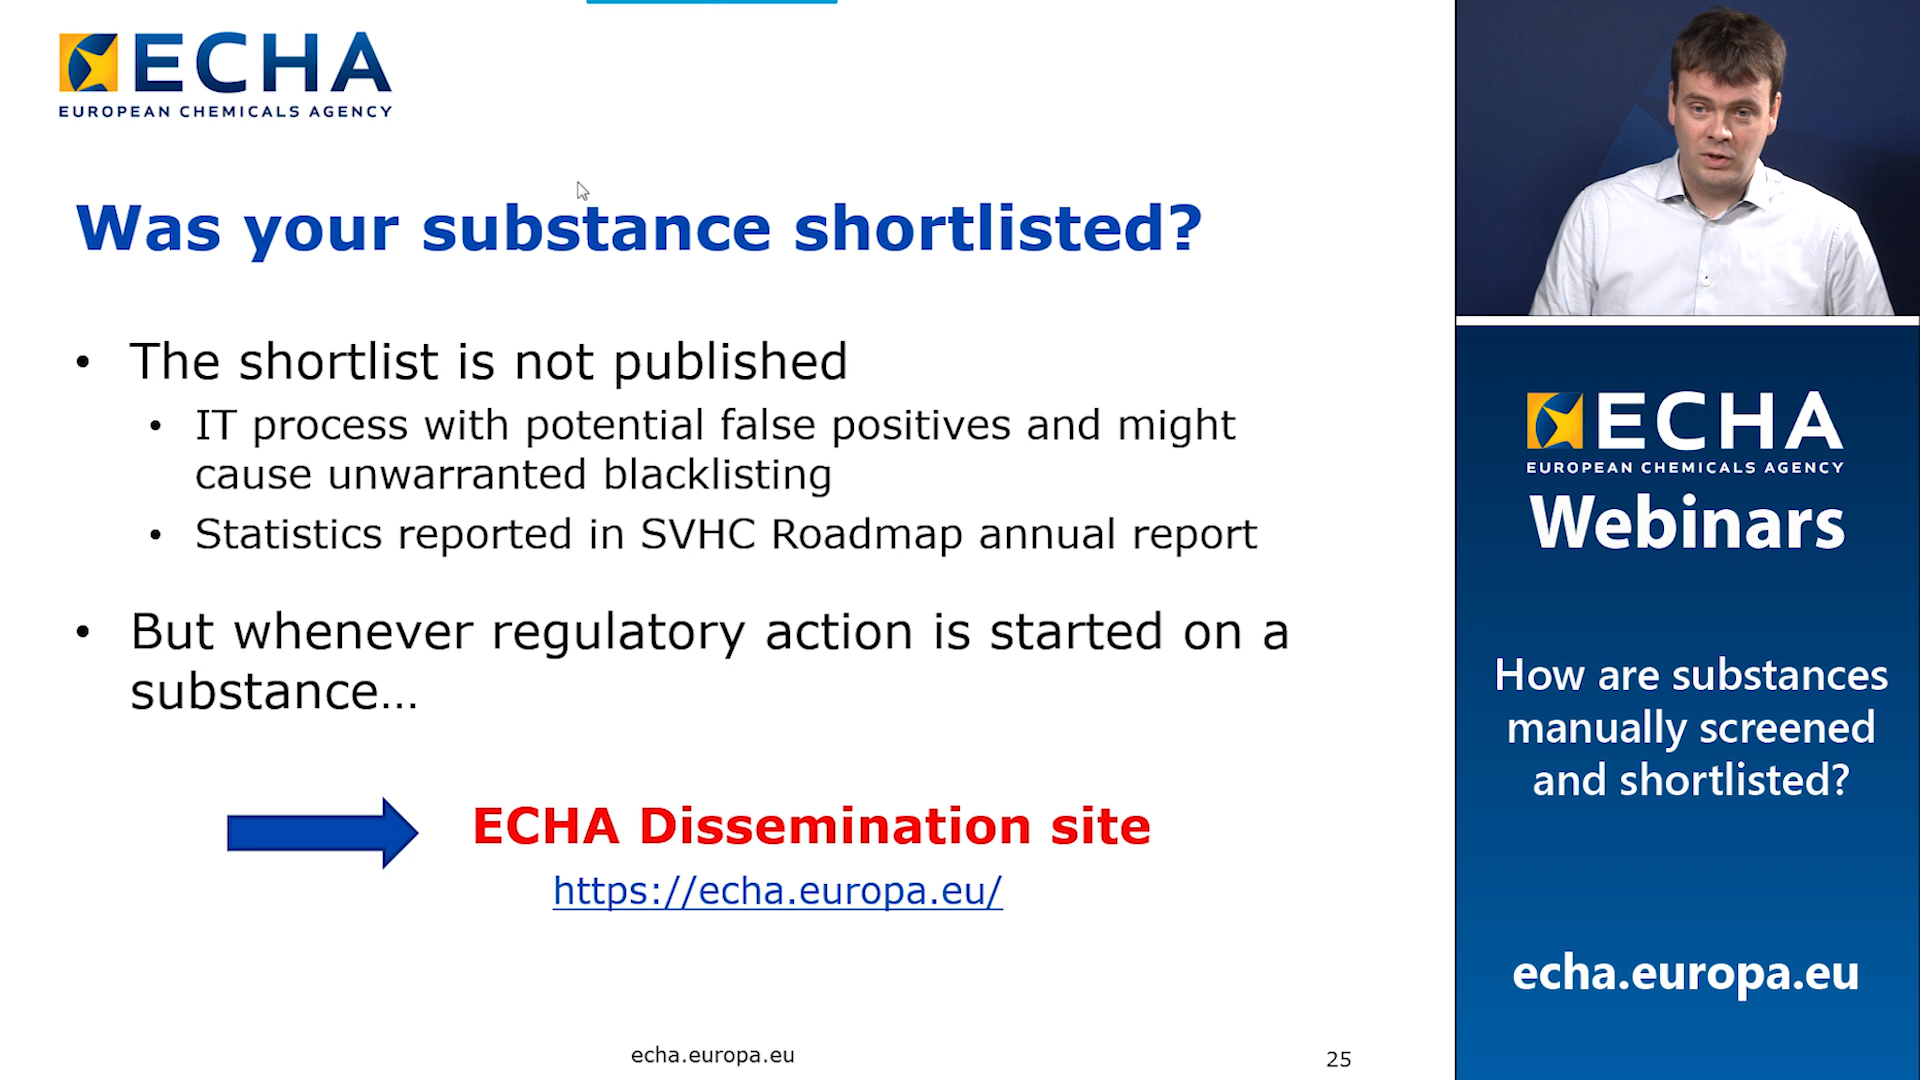 ECHA
EUROPEAN CHEMICALS AGENCY
Was your substance shortlisted?
• The shortlist is not published
• IT process with potential false positives and might
cause unwarranted blacklisting
• Statistics reported in SVHC Roadmap annual report
• But whenever regulatory action is started on a
substance…
ECHA Dissemination site
https://echa.europa.eu/
echa.europa.eu
25
ECHA
EUROPEAN CHEMICALS AGENCY
Webinars
How are substances
manually screened
and shortlisted?
echa.europa.eu